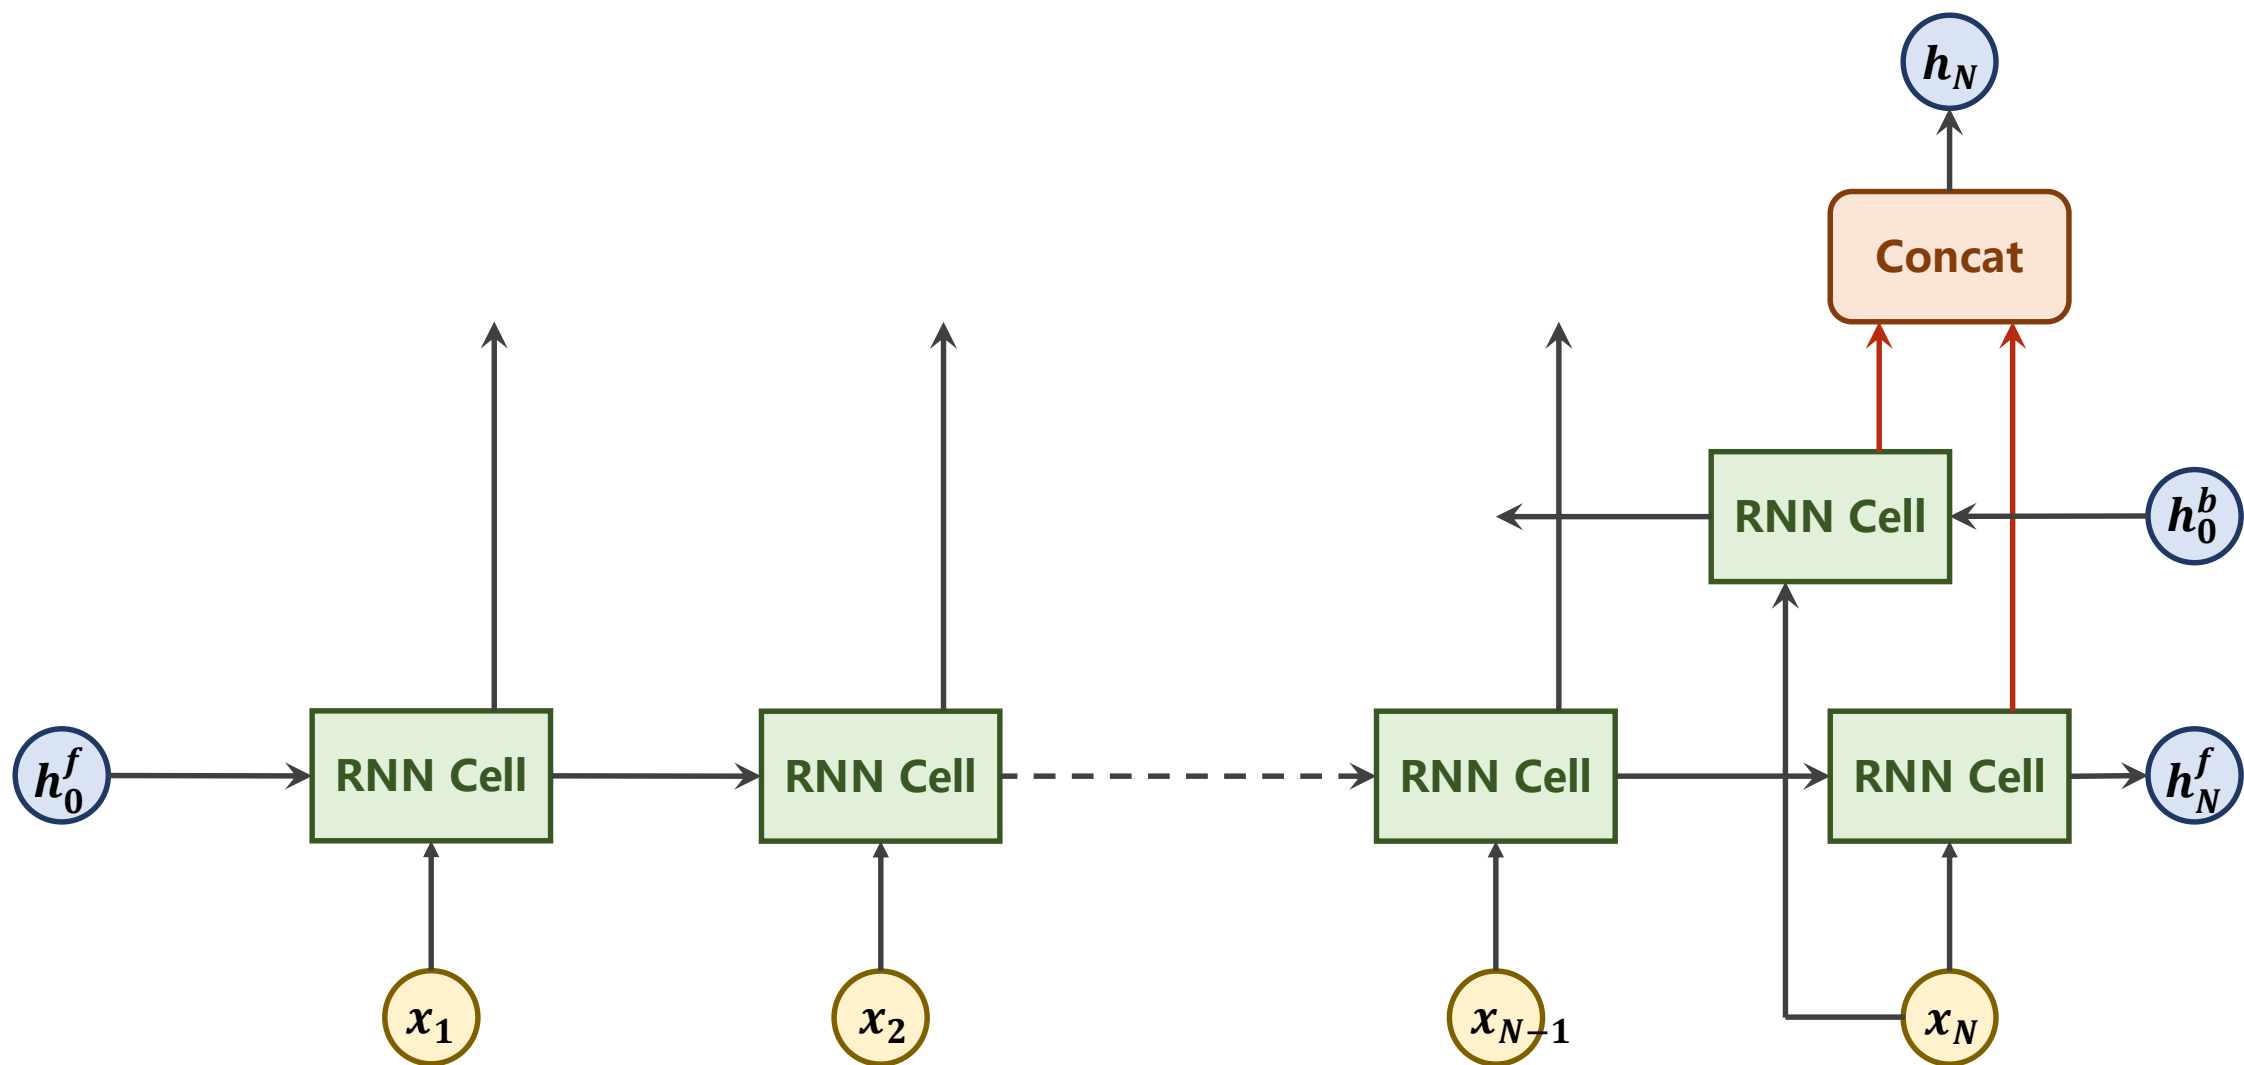 h_N
Concat
RNN Cell
h_0^b
h_0^f
RNN Cell
RNN Cell
RNN Cell
RNN Cell
h_N^f
x_1
x_2
x_{N-1}
x_N